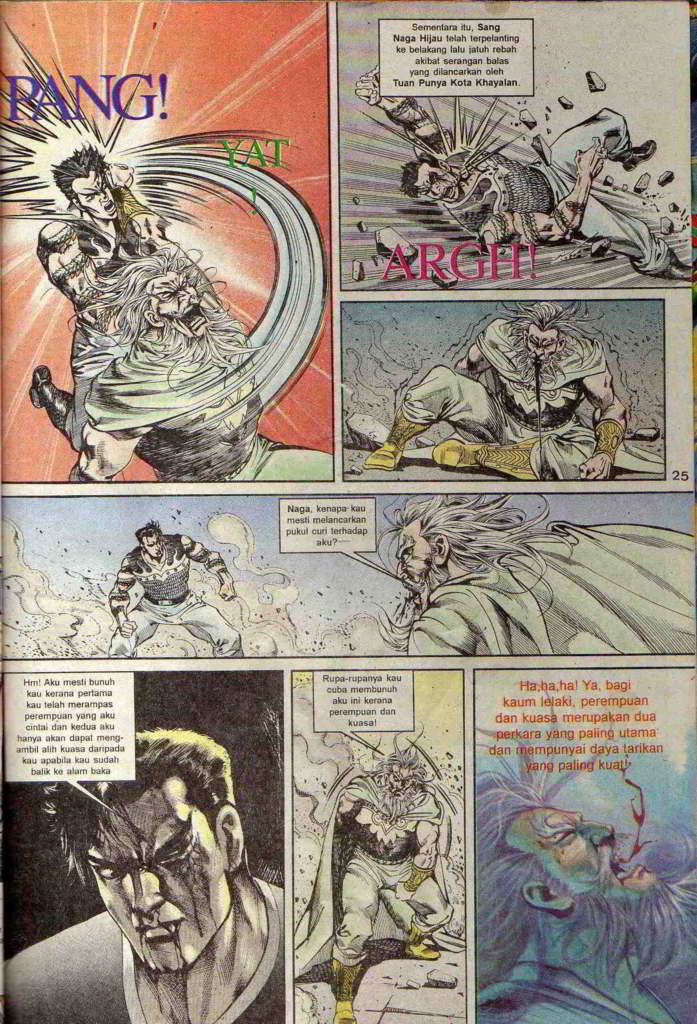 PANG!
YAT
!
Sementara itu, Sang
Naga Hijau telah terpelanting
ke belakang lalu jatuh rebah
akibat serangan balas
yang dilancarkan oleh
Tuan Punya Kota Khayalan.
ARGH!
25
Naga, kenapa kau
mesti melancarkan
pukul curi terhadap
aku?
Hm! Aku mesti bunuh
kau kerana pertama
kau telah merampas
perempuan yang aku
cintai dan kedua aku
hanya akan dapat meng-
ambil alih kuasa daripada
kau apabila kau sudah
balik ke alam baka
Rupa-rupanya kau
cuba membunuh
aku ini kerana
perempuan dan
kuasa!
Ha,ha,ha! Ya, bagi
kaum lelaki, perempuan
dan kuasa merupakan dua
perkara yang paling utama
dan mempunyai daya tarikan
yang paling kuat!